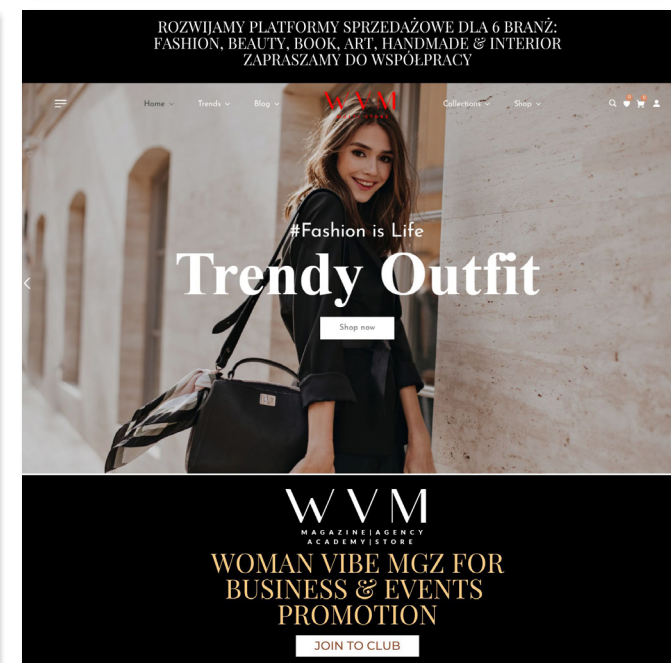 ROZWIJAMY PLATFORMY SPRZEDAŻOWE DLA 6 BRANŻ:
FASHION, BEAUTY, BOOK, ART, HANDMADE & INTERIOR
ZAPRASZAMY DO WSPÓŁPRACY
Home Trends Blog WVM Collections Shop
#Fashion is Life
Trendy Outfit
Shop now
WVM
MAGAZINE|AGENCY
ACADEMY|STORE
WOMAN VIBE MGZ FOR
BUSINESS & EVENTS
PROMOTION
JOIN TO CLUB